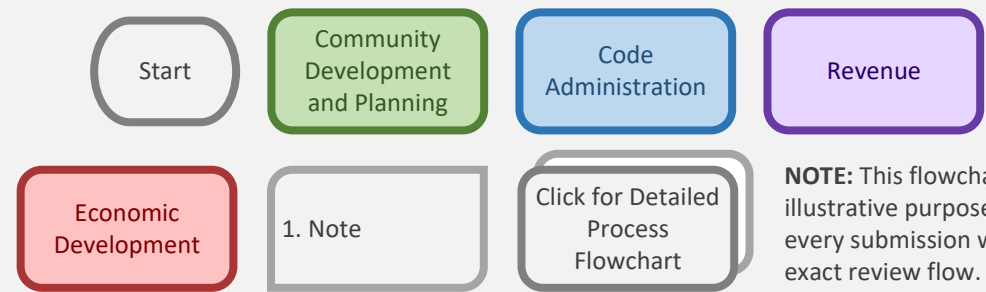 Start
Community
Development
and Planning
Code
Administration
Revenue
Economic
Development
1. Note
Click for Detailed
Process
Flowchart
NOTE: This flowcha
illustrative purpose
every submission w
exact review flow.